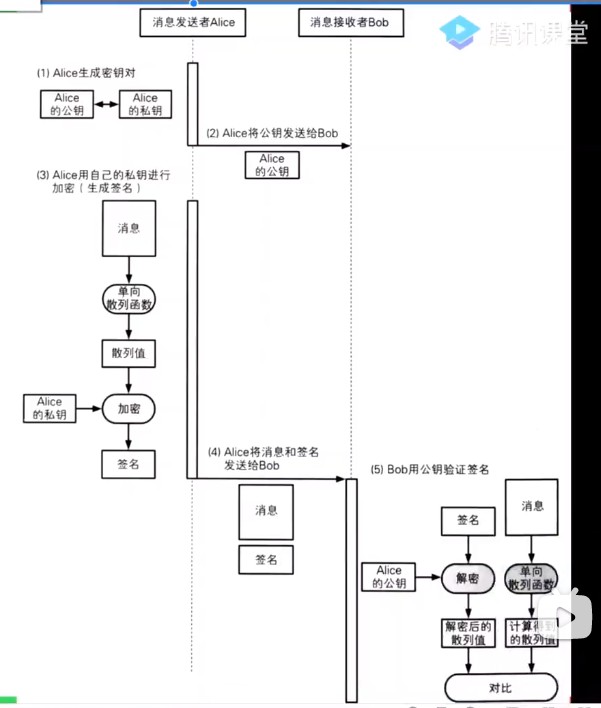 消息发送者Alice
消息接收者Bob
腾讯课堂
(1) Alice生成密钥对
Alice
的公钥
Alice
的私钥
(2) Alice将公钥发送给Bob
Alice
的公钥
(3) Alice用自己的私钥进行
加密（生成签名）
消息
单向
散列函数
散列值
Alice
的私钥
加密
签名
(4) Alice将消息和签名
发送给Bob
消息
签名
(5) Bob用公钥验证签名
签名
消息
Alice
的公钥
解密
单向
散列函数
解密后的
散列值
计算得到
的散列值
对比